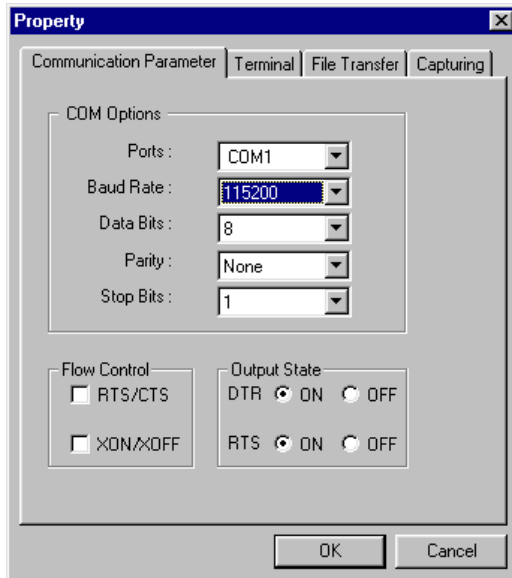 Property
Communication Parameter Terminal File Transfer Capturing
COM Options
Ports : COM1
Baud Rate : 115200
Data Bits : 8
Parity : None
Stop Bits : 1
Flow Control
RTS/CTS
XON/XOFF
Output State
DTR ON OFF
RTS ON OFF
OK Cancel